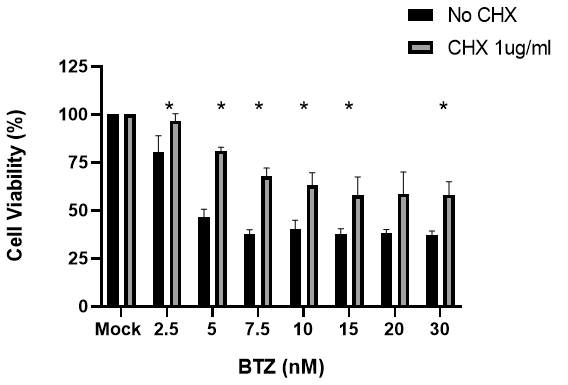 No CHX
CHX 1ug/ml
125
100
75
50
25
0
* * * * * *
Mock 2.5 5 7.5 10 15 20 30
Cell Viability (%)
BTZ (nM)